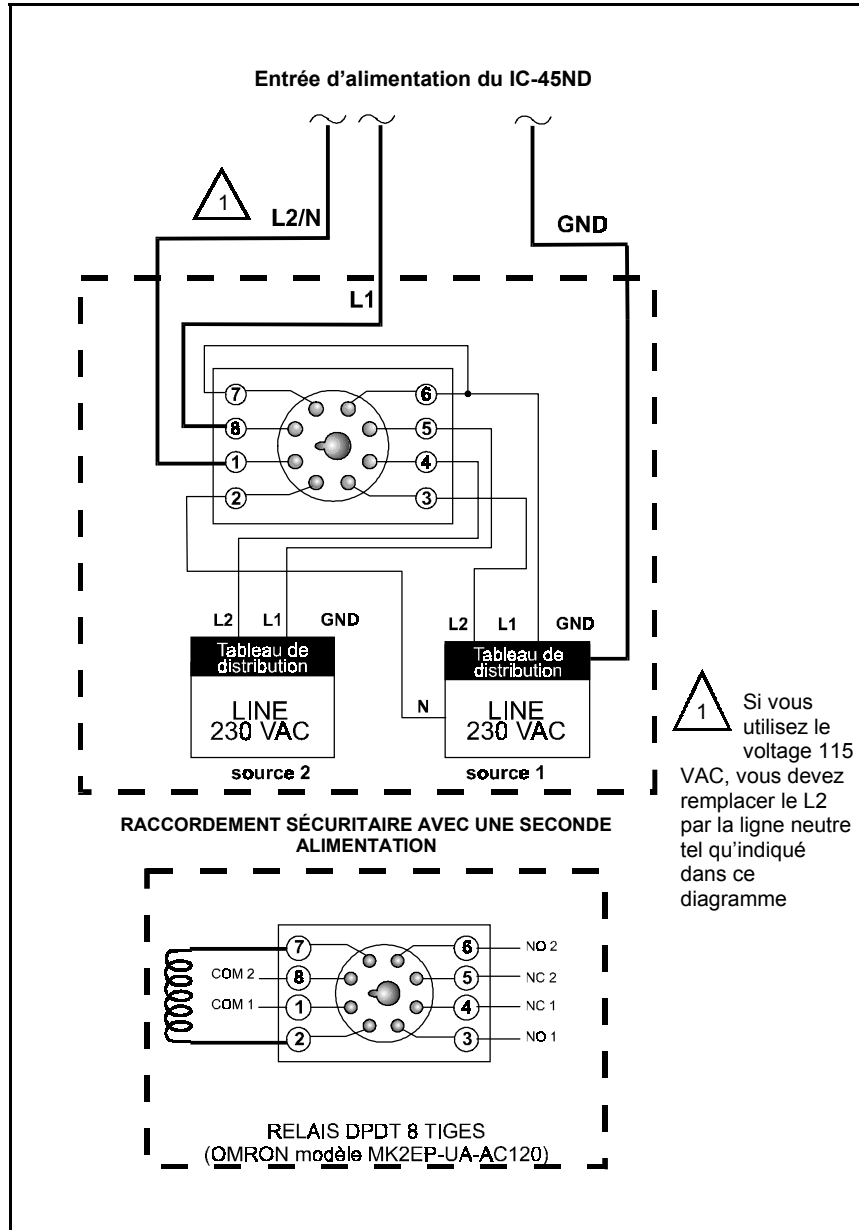 Entrée d'alimentation du IC-45ND
1
L2/N
GND
L1
7
6
8
5
1
4
2
3
L2 L1 GND
L2 L1 GND
Tableau de
distribution
Tableau de
distribution
N
LINE
230 VAC
LINE
230 VAC
source 2
source 1
1
Si vous
utilisez le
voltage 115
VAC, vous devez
remplacer le L2
par la ligne neutre
tel qu'indiqué
dans ce
diagramme
RACCORDEMENT SÉCURITAIRE AVEC UNE SECONDE
ALIMENTATION
7
6
NO 2
COM 2
8
5
NC 2
COM 1
1
4
NC 1
2
3
NO 1
RELAIS DPDT 8 TIGES
(OMRON modèle MK2EP-UA-AC120)